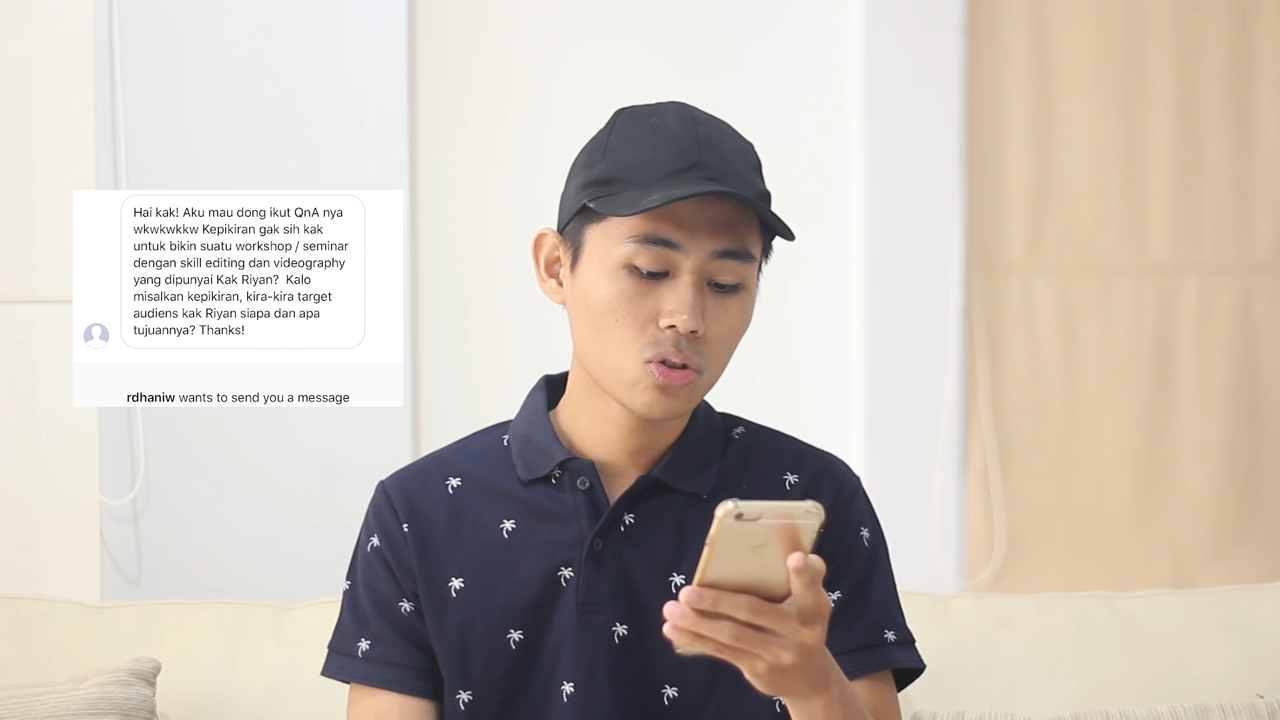 Hai kak! Aku mau dong ikut QnA nya
wkwkwkkw Kepikiran gak sih kak
untuk bikin suatu workshop / seminar
dengan skill editing dan videography
yang dipunyai Kak Riyan?  Kalo
misalkan kepikiran, kira-kira target
audiens kak Riyan siapa dan apa
tujuannya? Thanks!
rdhaniw wants to send you a message